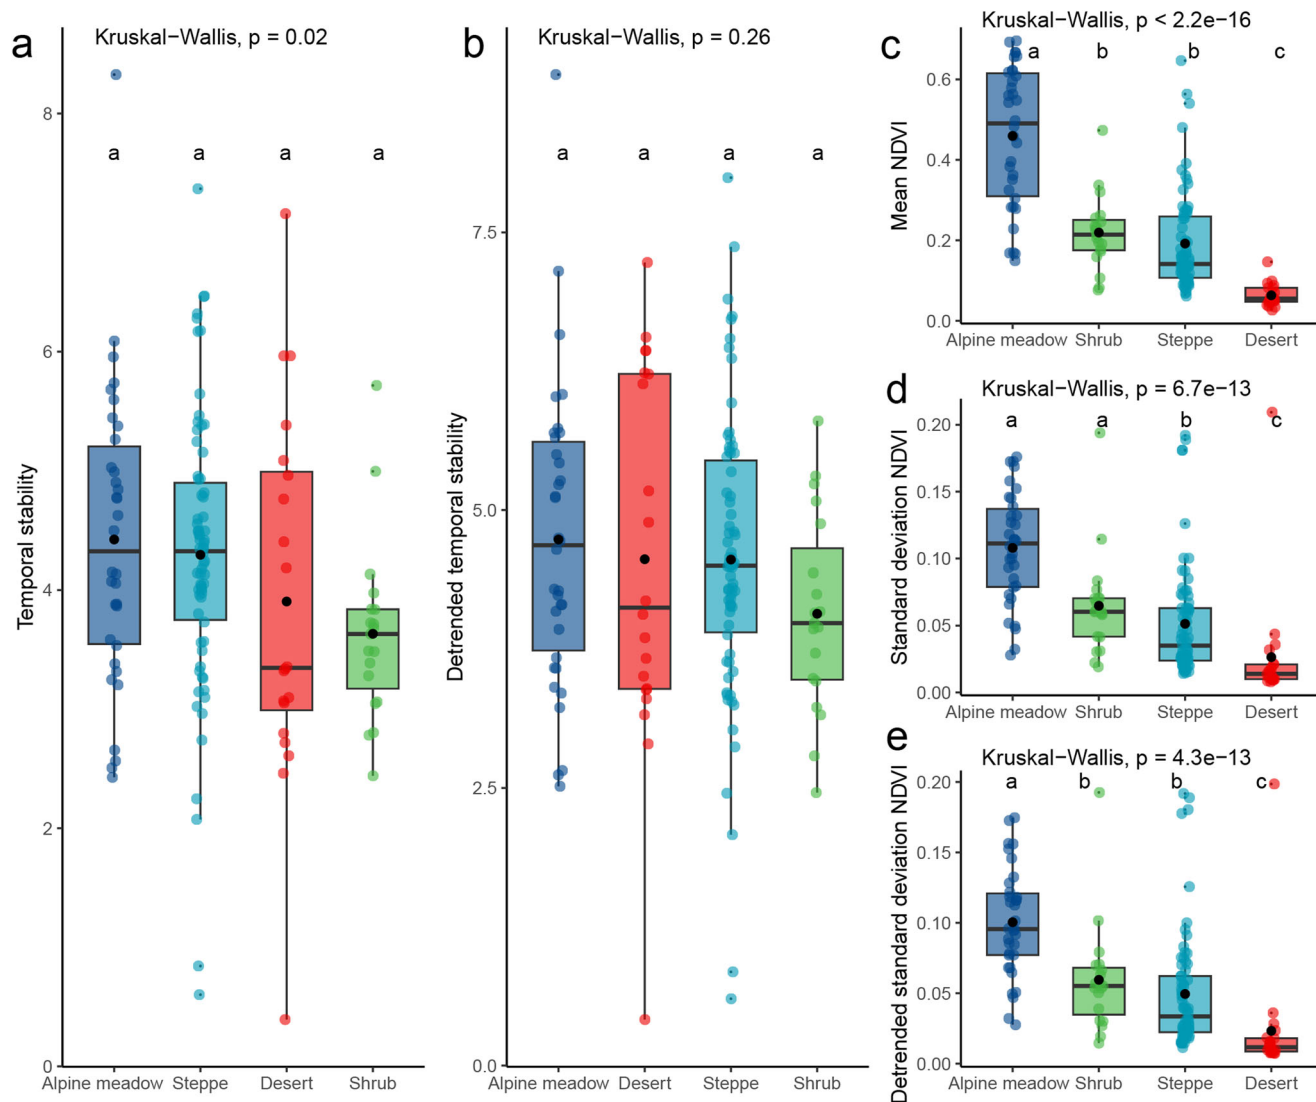 a
Kruskal−Wallis, p = 0.02
Temporal stability
8
6
4
2
0
a a a a
Alpine meadow Steppe Desert Shrub
b
Kruskal−Wallis, p = 0.26
Detrended temporal stability
7.5
5.0
2.5
0.0
a a a a
Alpine meadow Desert Steppe Shrub
c
Kruskal−Wallis, p < 2.2e−16
a b b c
Mean NDVI
0.6
0.4
0.2
0.0
Alpine meadow Shrub Steppe Desert
d
Kruskal−Wallis, p = 6.7e−13
a a b c
Standard deviation NDVI
0.20
0.15
0.10
0.05
0.00
Alpine meadow Shrub Steppe Desert
e
Kruskal−Wallis, p = 4.3e−13
a b b c
Detrended standard deviation NDVI
0.20
0.15
0.10
0.05
0.00
Alpine meadow Shrub Steppe Desert